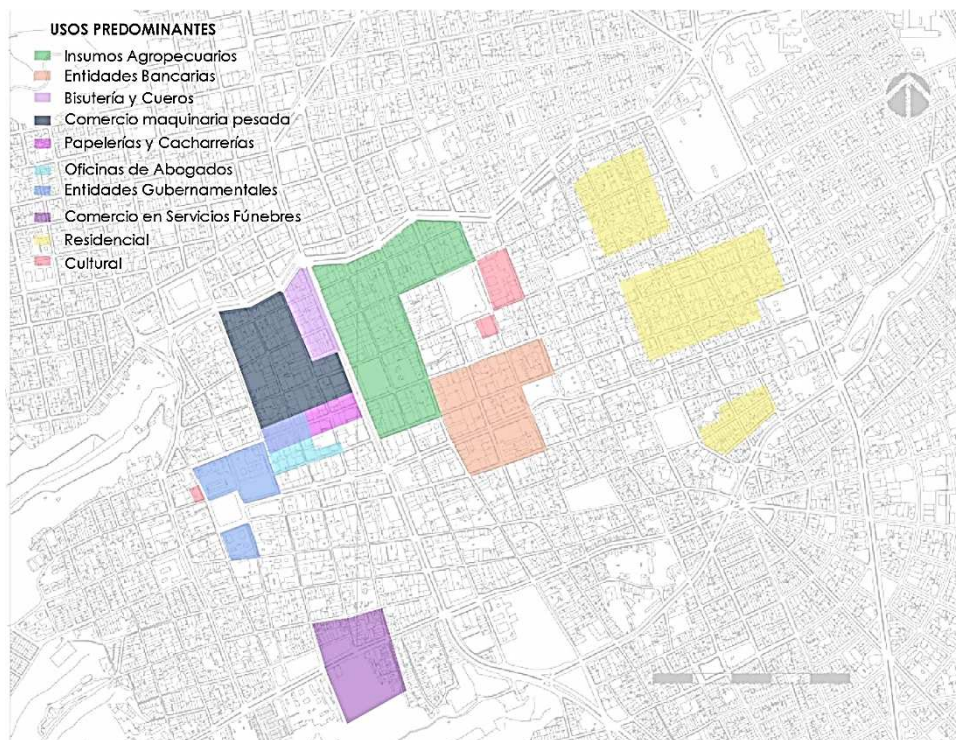 USOS PREDOMINANTES
Insumos Agropecuarios
Entidades Bancarias
Bisutería y Cueros
Comercio maquinaria pesada
Papelerías y Cacharrerías
Oficinas de Abogados
Entidades Gubernamentales
Comercio en Servicios Fúnebres
Residencial
Cultural